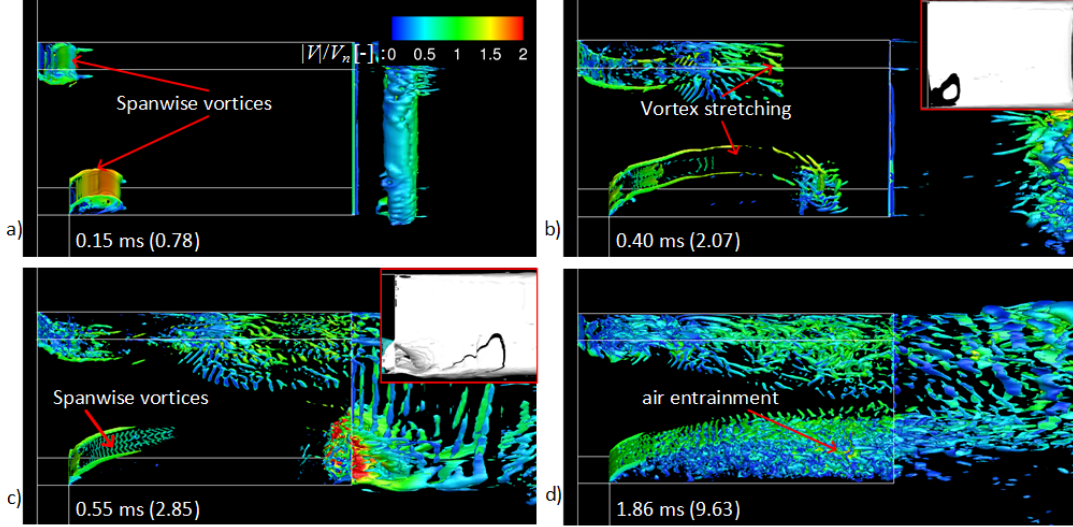 |V|/Vₙ [-] : 0 0.5 1 1.5 2
Spanwise vortices
a)
0.15 ms (0.78)
Vortex stretching
b)
0.40 ms (2.07)
Spanwise vortices
c)
0.55 ms (2.85)
air entrainment
d)
1.86 ms (9.63)